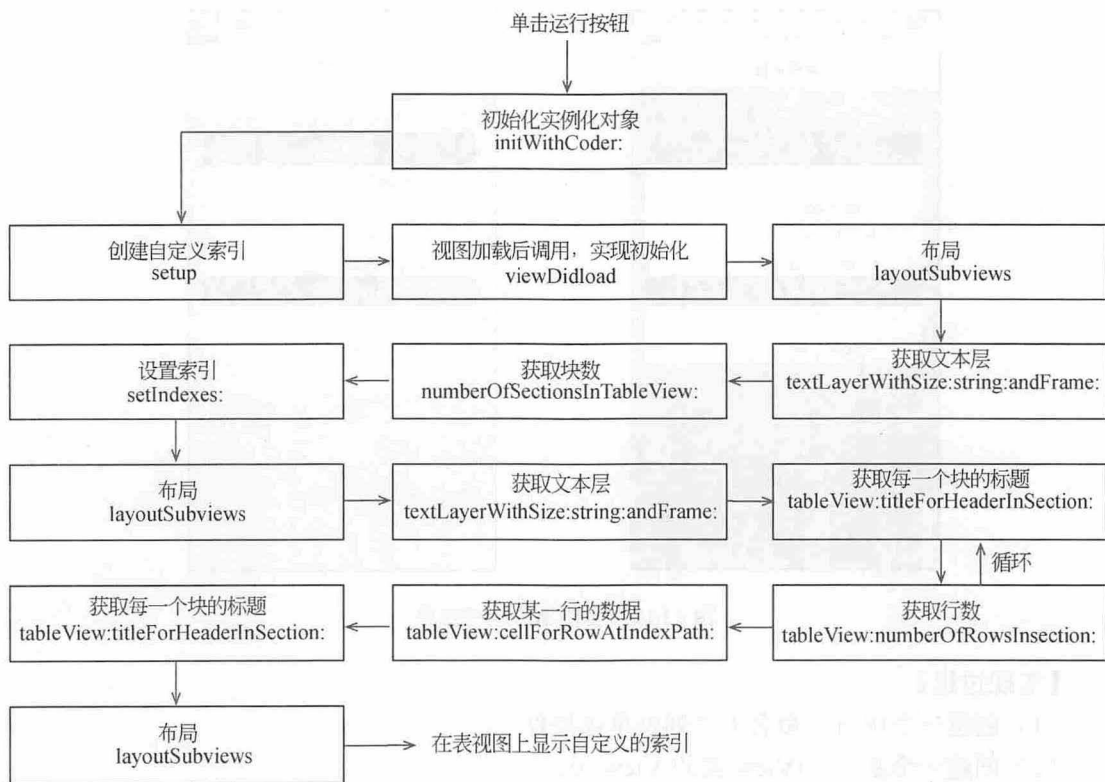 单击运行按钮
初始化实例化对象
initWithCoder:
创建自定义索引
setup
视图加载后调用，实现初始化
viewDidload
布局
layoutSubviews
设置索引
setIndexes:
获取块数
numberOfSectionsInTableView:
获取文本层
textLayerWithSize:string:andFrame:
布局
layoutSubviews
获取文本层
textLayerWithSize:string:andFrame:
获取每一个块的标题
tableView:titleForHeaderInSection:
循环
获取每一个块的标题
tableView:titleForHeaderInSection:
获取某一行的数据
tableView:cellForRowAtIndexPath:
获取行数
tableView:numberOfRowsInsection:
布局
layoutSubviews
在表视图上显示自定义的索引